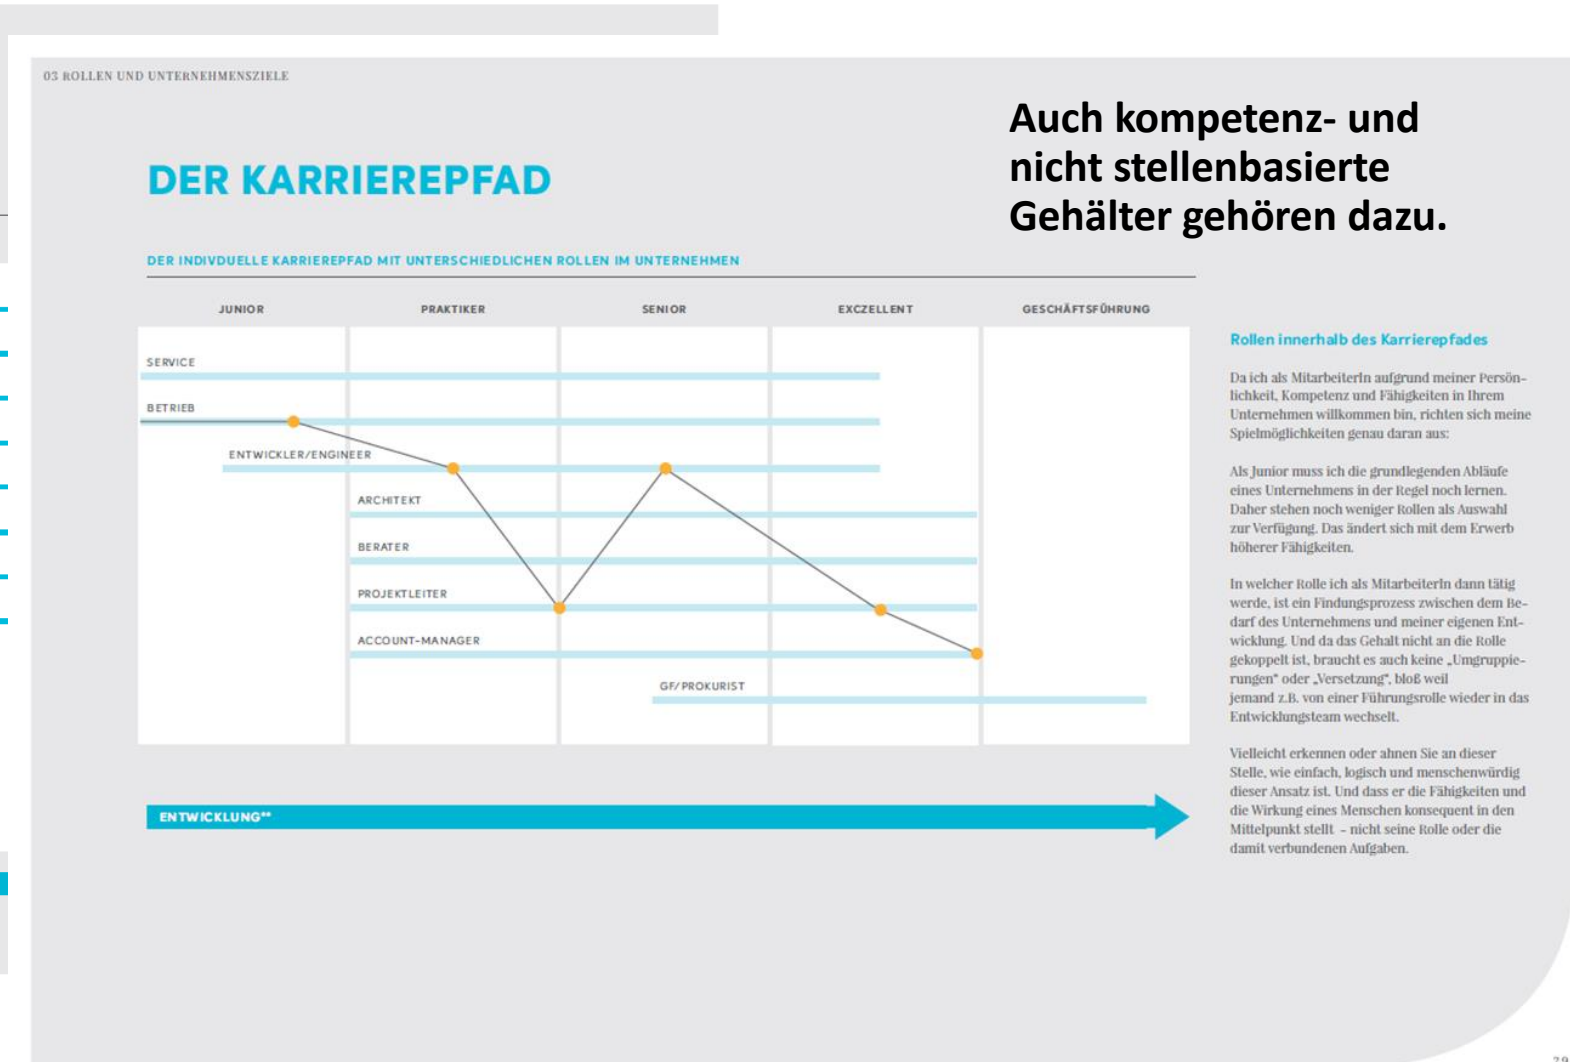 03 ROLLEN UND UNTERNEHMENSZIELE
Auch kompetenz- und
nicht stellenbasierte
Gehälter gehören dazu.
DER KARRIEREPFAD
DER INDIVDUELLE KARRIEREPFAD MIT UNTERSCHIEDLICHEN ROLLEN IM UNTERNEHMEN
JUNIOR PRAKTIKER SENIOR EXCZELLENT GESCHÄFTSFÜHRUNG
SERVICE
BETRIEB
ENTWICKLER/ENGINEER
ARCHITEKT
BERATER
PROJEKTLEITER
ACCOUNT-MANAGER
GF/PROKURIST
ENTWICKLUNG**
Rollen innerhalb des Karrierepfades
Da ich als MitarbeiterIn aufgrund meiner Persön-
lichkeit, Kompetenz und Fähigkeiten in Ihrem
Unternehmen willkommen bin, richten sich meine
Spielmöglichkeiten genau daran aus:
Als Junior muss ich die grundlegenden Abläufe
eines Unternehmens in der Regel noch lernen.
Daher stehen noch weniger Rollen als Auswahl
zur Verfügung. Das ändert sich mit dem Erwerb
höherer Fähigkeiten.
In welcher Rolle ich als MitarbeiterIn dann tätig
werde, ist ein Findungsprozess zwischen dem Be-
darf des Unternehmens und meiner eigenen Ent-
wicklung. Und da das Gehalt nicht an die Rolle
gekoppelt ist, braucht es auch keine „Umgruppie-
rungen“ oder „Versetzung“, bloß weil
jemand z.B. von einer Führungsrolle wieder in das
Entwicklungsteam wechselt.
Vielleicht erkennen oder ahnen Sie an dieser
Stelle, wie einfach, logisch und menschenwürdig
dieser Ansatz ist. Und dass er die Fähigkeiten und
die Wirkung eines Menschen konsequent in den
Mittelpunkt stellt – nicht seine Rolle oder die
damit verbundenen Aufgaben.